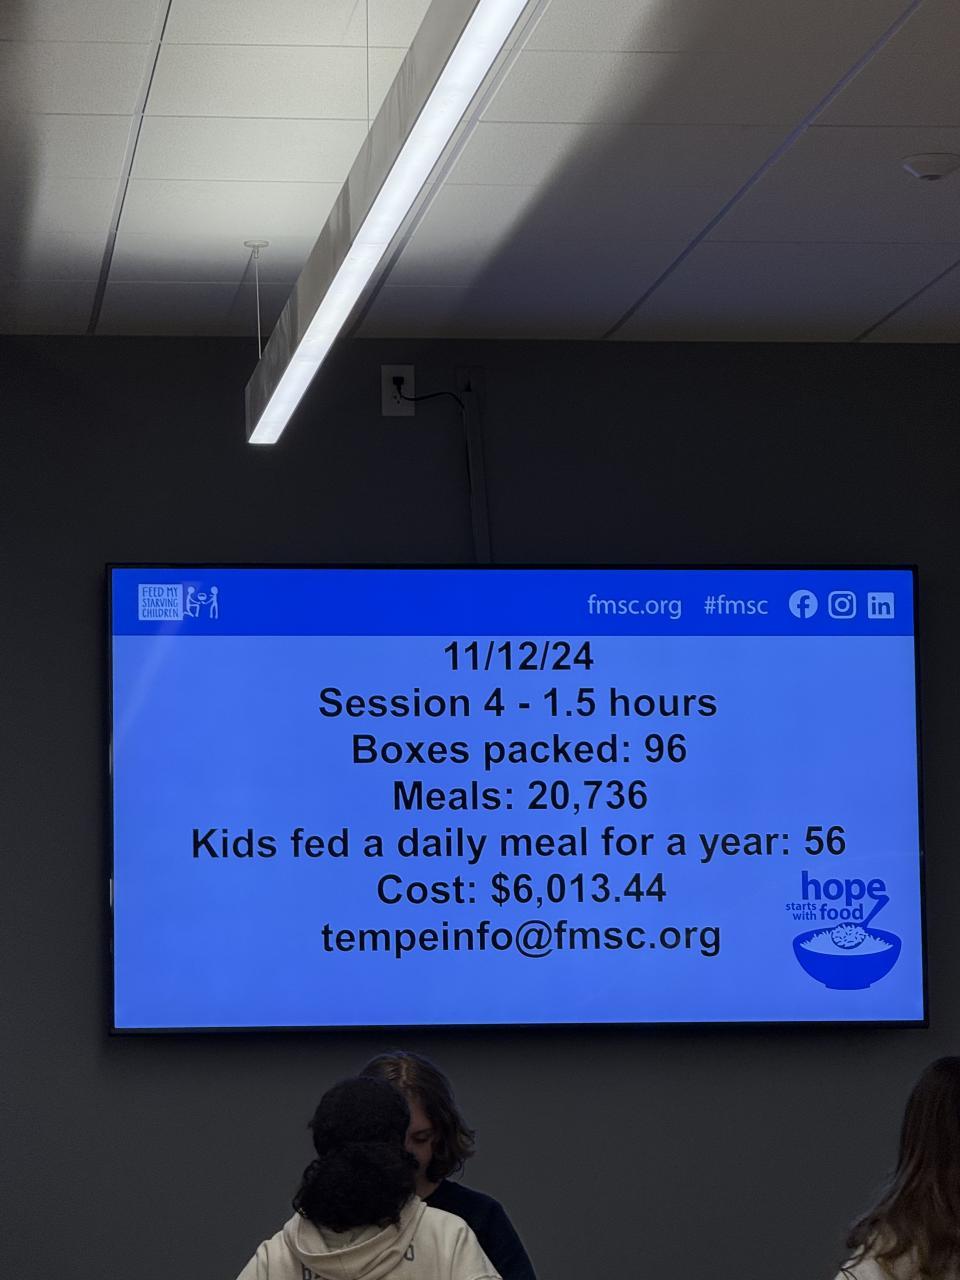 FEED MY
STARVING
CHILDREN
fmsc.org #fmsc
11/12/24
Session 4 - 1.5 hours
Boxes packed: 96
Meals: 20,736
Kids fed a daily meal for a year: 56
Cost: $6,013.44
tempeinfo@fmsc.org
hope
starts
with food